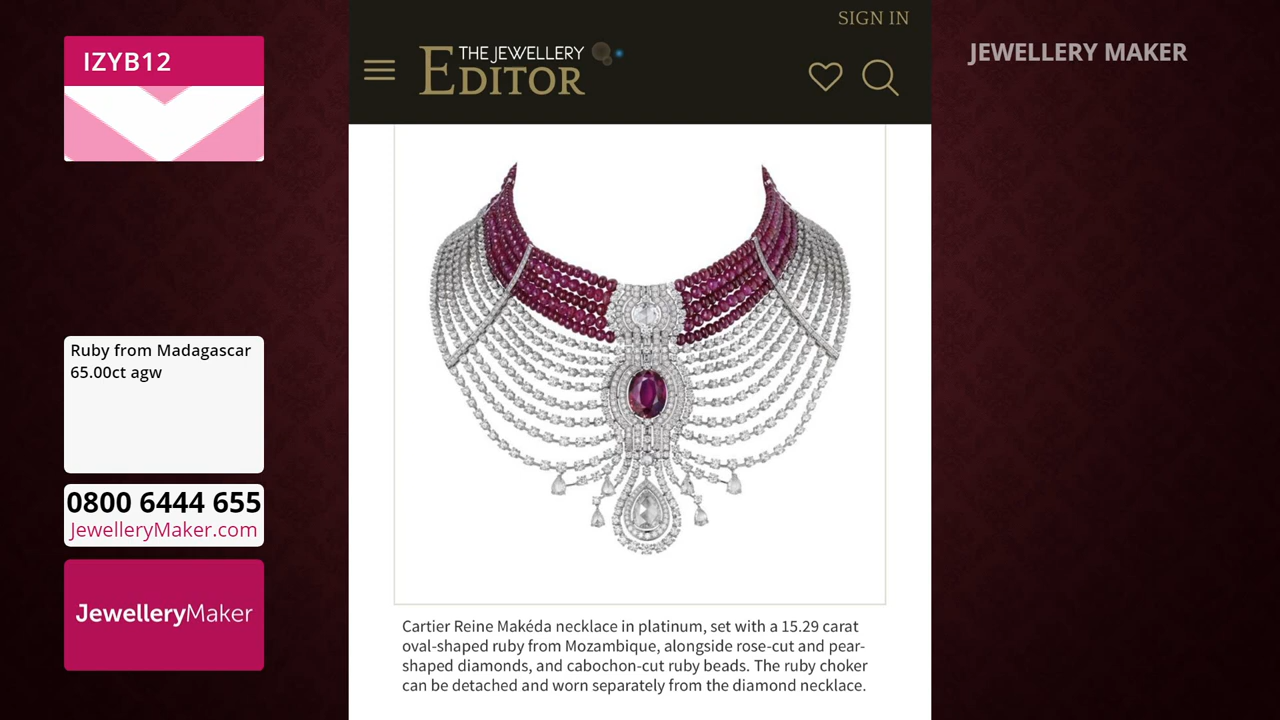 IZYB12
Ruby from Madagascar
65.00ct agw
0800 6444 655
JewelleryMaker.com
JewelleryMaker
SIGN IN
THE JEWELLERY
EDITOR
Cartier Reine Makéda necklace in platinum, set with a 15.29 carat
oval-shaped ruby from Mozambique, alongside rose-cut and pear-
shaped diamonds, and cabochon-cut ruby beads. The ruby choker
can be detached and worn separately from the diamond necklace.
JEWELLERY MAKER